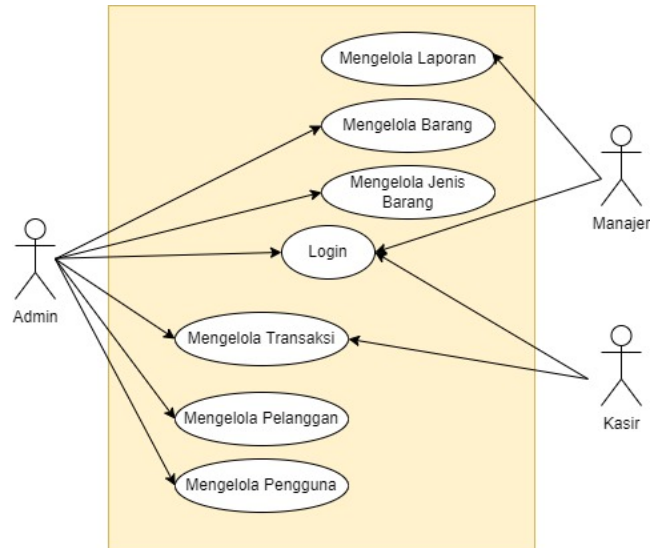 Mengelola Laporan
Mengelola Barang
Mengelola Jenis
Barang
Manajer
Login
Admin
Mengelola Transaksi
Kasir
Mengelola Pelanggan
Mengelola Pengguna